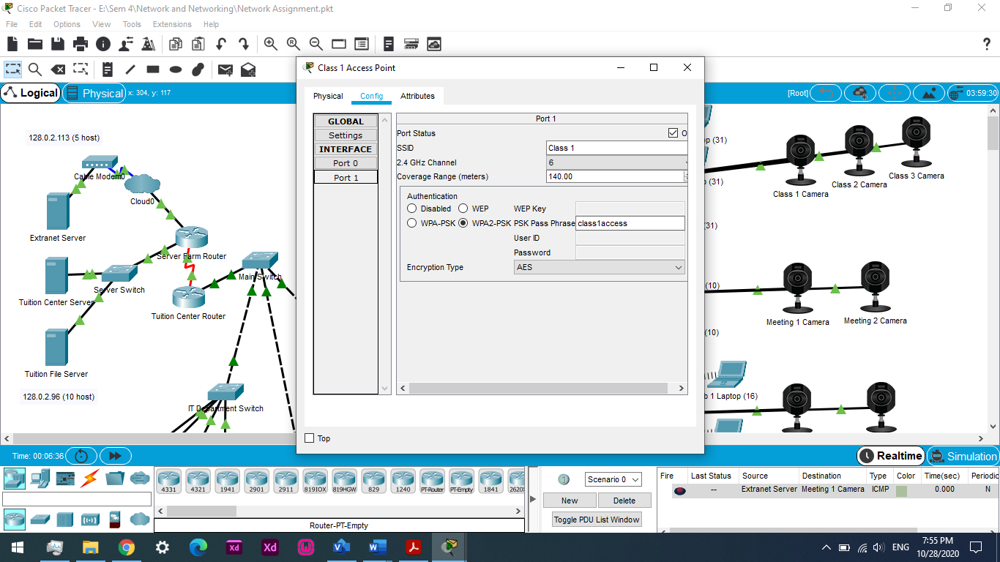 Cisco Packet Tracer - E:\Sem 4\Network and Networking\Network Assignment.pkt
File Edit Options View Tools Extensions Help
Logical Physical x: 304, y: 117
[Root] 03:59:30
Class 1 Access Point
Physical Config Attributes
GLOBAL
Settings
INTERFACE
Port 0
Port 1
Port 1
Port Status
SSID Class 1
2.4 GHz Channel 6
Coverage Range (meters) 140.00
Authentication
Disabled WEP WEP Key
WPA-PSK WPA2-PSK PSK Pass Phrase class1access
User ID
Password
Encryption Type AES
Top
128.0.2.113 (5 host)
Cable Modem0
Cloud0
Extranet Server
Server Farm Router
Main Switch
Server Switch
Tuition Center Server
Tuition Center Router
Tuition File Server
128.0.2.96 (10 host)
IT Department Switch
(31)
Class 1 Camera
Class 2 Camera
Class 3 Camera
(31)
(31)
(10)
Meeting 1 Camera
Meeting 2 Camera
(10)
1 Laptop (16)
Time: 00:06:36
Realtime Simulation
4331 4321 1941 2901 2911 819IOX 819HGW 829 1240 PT-Router PT-Empty 1841 2620X
Router-PT-Empty
Scenario 0
New Delete
Toggle PDU List Window
Fire Last Status Source Destination Type Color Time(sec) Periodic
-- Extranet Server Meeting 1 Camera ICMP 0.000 N
Xd Xd
ENG
7:55 PM
10/28/2020